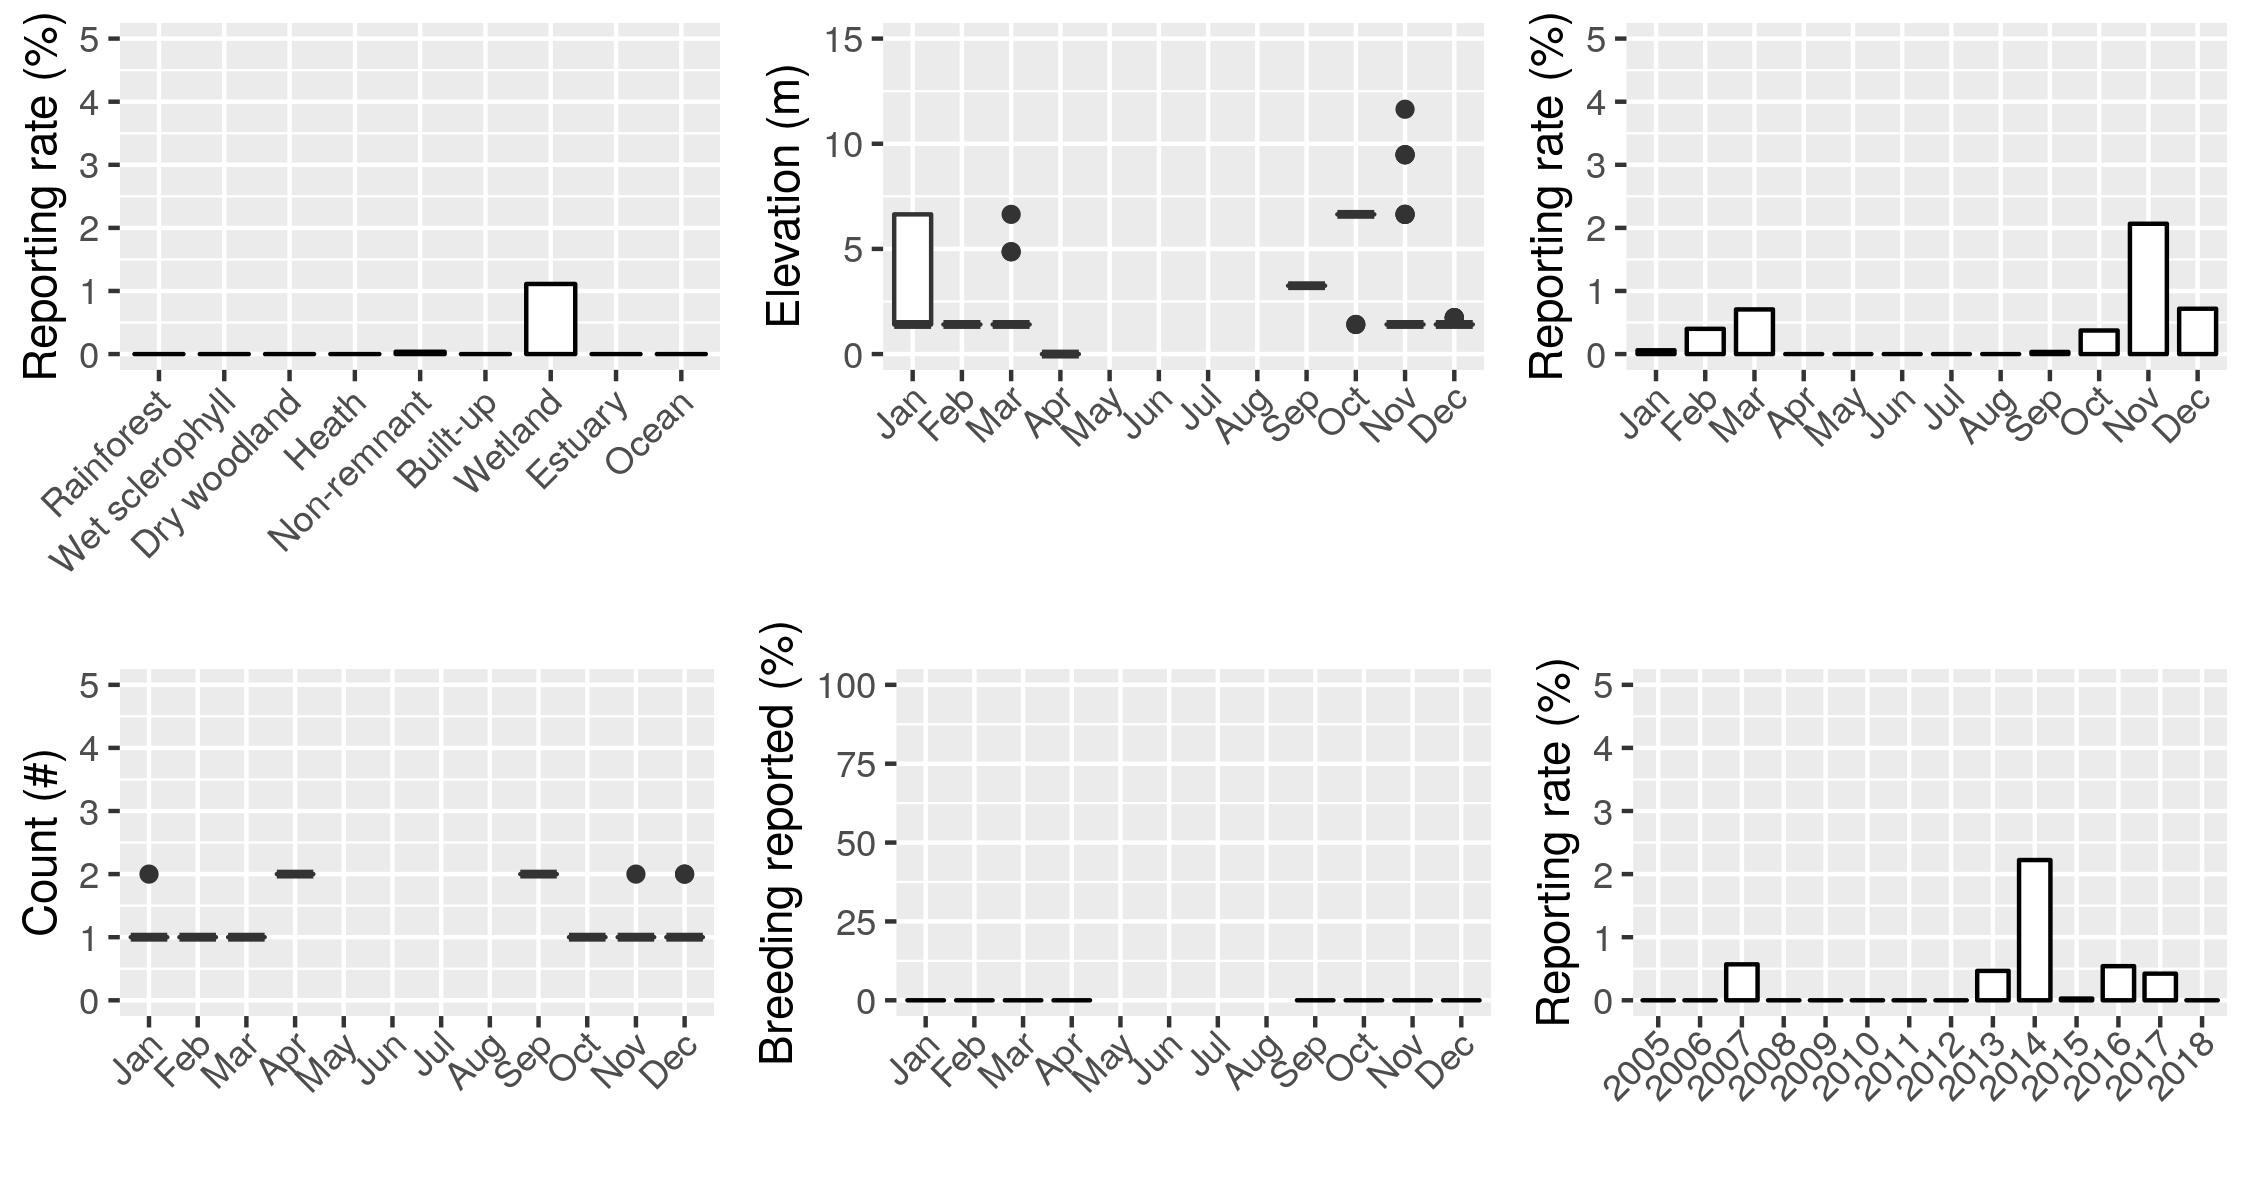 Reporting rate (%)
5
4
3
2
1
0
Rainforest
Wet sclerophyll
Dry woodland
Heath
Non-remnant
Built-up
Wetland
Estuary
Ocean
Elevation (m)
15
10
5
0
Jan
Feb
Mar
Apr
May
Jun
Jul
Aug
Sep
Oct
Nov
Dec
Reporting rate (%)
5
4
3
2
1
0
Jan
Feb
Mar
Apr
May
Jun
Jul
Aug
Sep
Oct
Nov
Dec
Count (#)
5
4
3
2
1
0
Jan
Feb
Mar
Apr
May
Jun
Jul
Aug
Sep
Oct
Nov
Dec
Breeding reported (%)
100
75
50
25
0
Jan
Feb
Mar
Apr
May
Jun
Jul
Aug
Sep
Oct
Nov
Dec
Reporting rate (%)
5
4
3
2
1
0
2005
2006
2007
2008
2009
2010
2011
2012
2013
2014
2015
2016
2017
2018